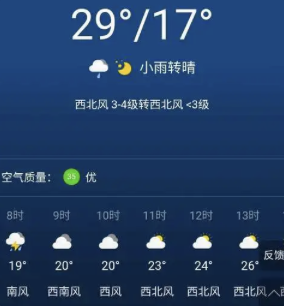 29°/17°
小雨转晴
西北风 3-4级转西北风 <3级
空气质量： 优
8时 9时 10时 11时 12时 13时
19° 20° 20° 23° 24° 26°
南风 西南风 西风 西北风 西北风 西北风
反馈